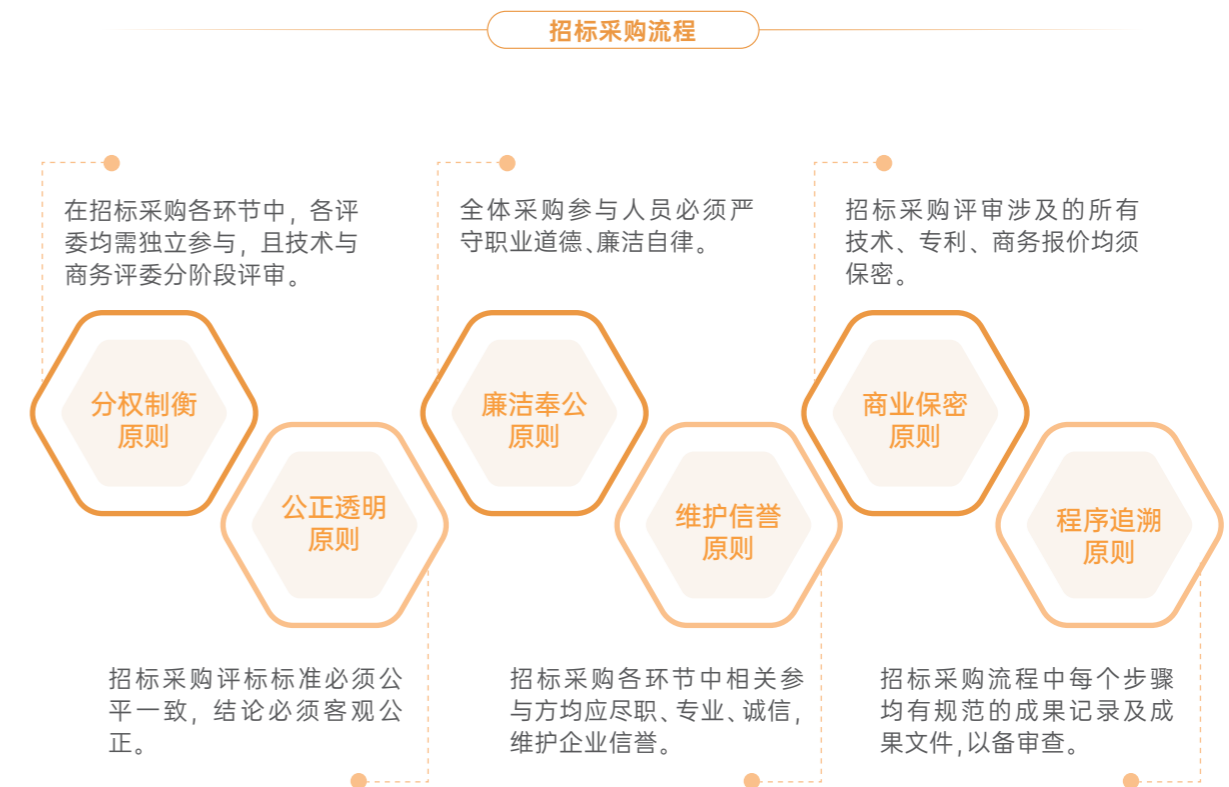 招标采购流程
在招标采购各环节中，各评
委均需独立参与，且技术与
商务评委分阶段评审。
全体采购参与人员必须严
守职业道德、廉洁自律。
招标采购评审涉及的所有
技术、专利、商务报价均须
保密。
分权制衡
原则
廉洁奉公
原则
商业保密
原则
公正透明
原则
维护信誉
原则
程序追溯
原则
招标采购评标标准必须公
平一致，结论必须客观公
正。
招标采购各环节中相关参
与方均应尽职、专业、诚信，
维护企业信誉。
招标采购流程中每个步骤
均有规范的成果记录及成
果文件，以备审查。